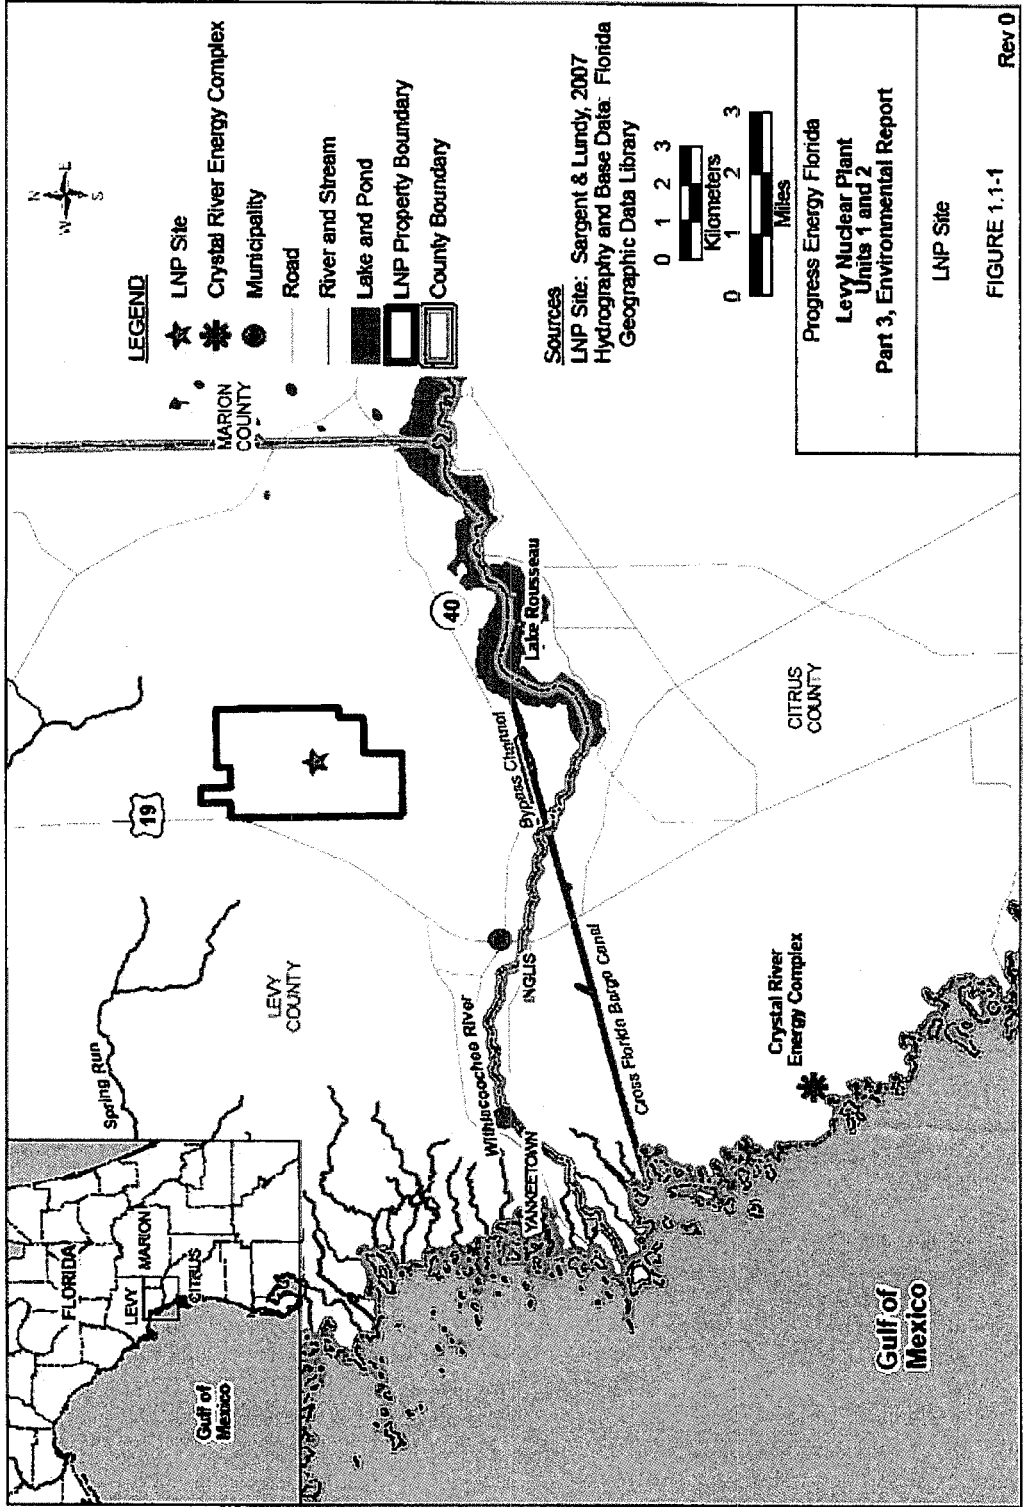 FLORIDA
LEVY
MARION
CITRUS
Gulf of
Mexico
Spring Run
LEVY
COUNTY
19
MARION
COUNTY
40
Withlacoochee River
YANKEETOWN
INGLIS
Bypass Channel
Lake Rousseau
Cross Florida Barge Canal
CITRUS
COUNTY
Crystal River
Energy Complex
Gulf of
Mexico
N
W
E
S
LEGEND
LNP Site
Crystal River Energy Complex
Municipality
Road
River and Stream
Lake and Pond
LNP Property Boundary
County Boundary
Sources
LNP Site: Sargent & Lundy, 2007
Hydrography and Base Data: Florida
Geographic Data Library
0 1 2 3
Kilometers
0 1 2 3
Miles
Progress Energy Florida
Levy Nuclear Plant
Units 1 and 2
Part 3, Environmental Report
LNP Site
FIGURE 1.1-1
Rev 0